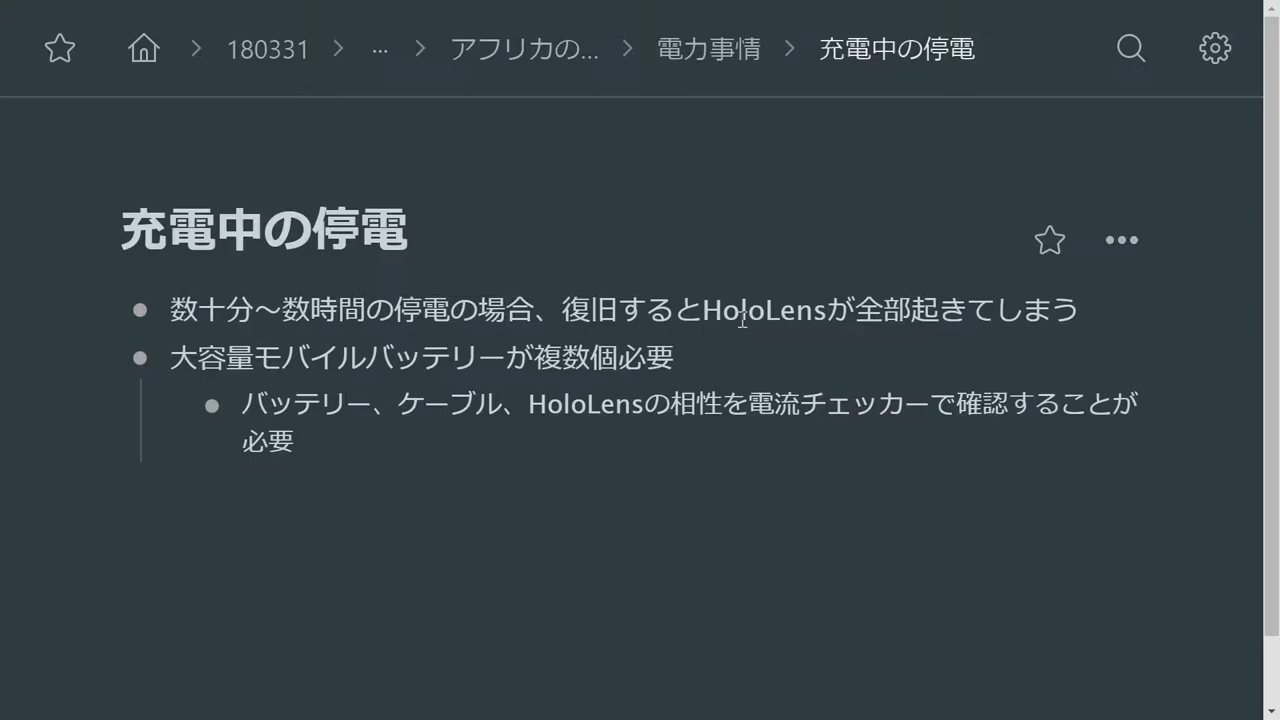 180331 … アフリカの... 電力事情 充電中の停電
充電中の停電
数十分～数時間の停電の場合、復旧するとHoloLensが全部起きてしまう
大容量モバイルバッテリーが複数個必要
バッテリー、ケーブル、HoloLensの相性を電流チェッカーで確認することが
必要